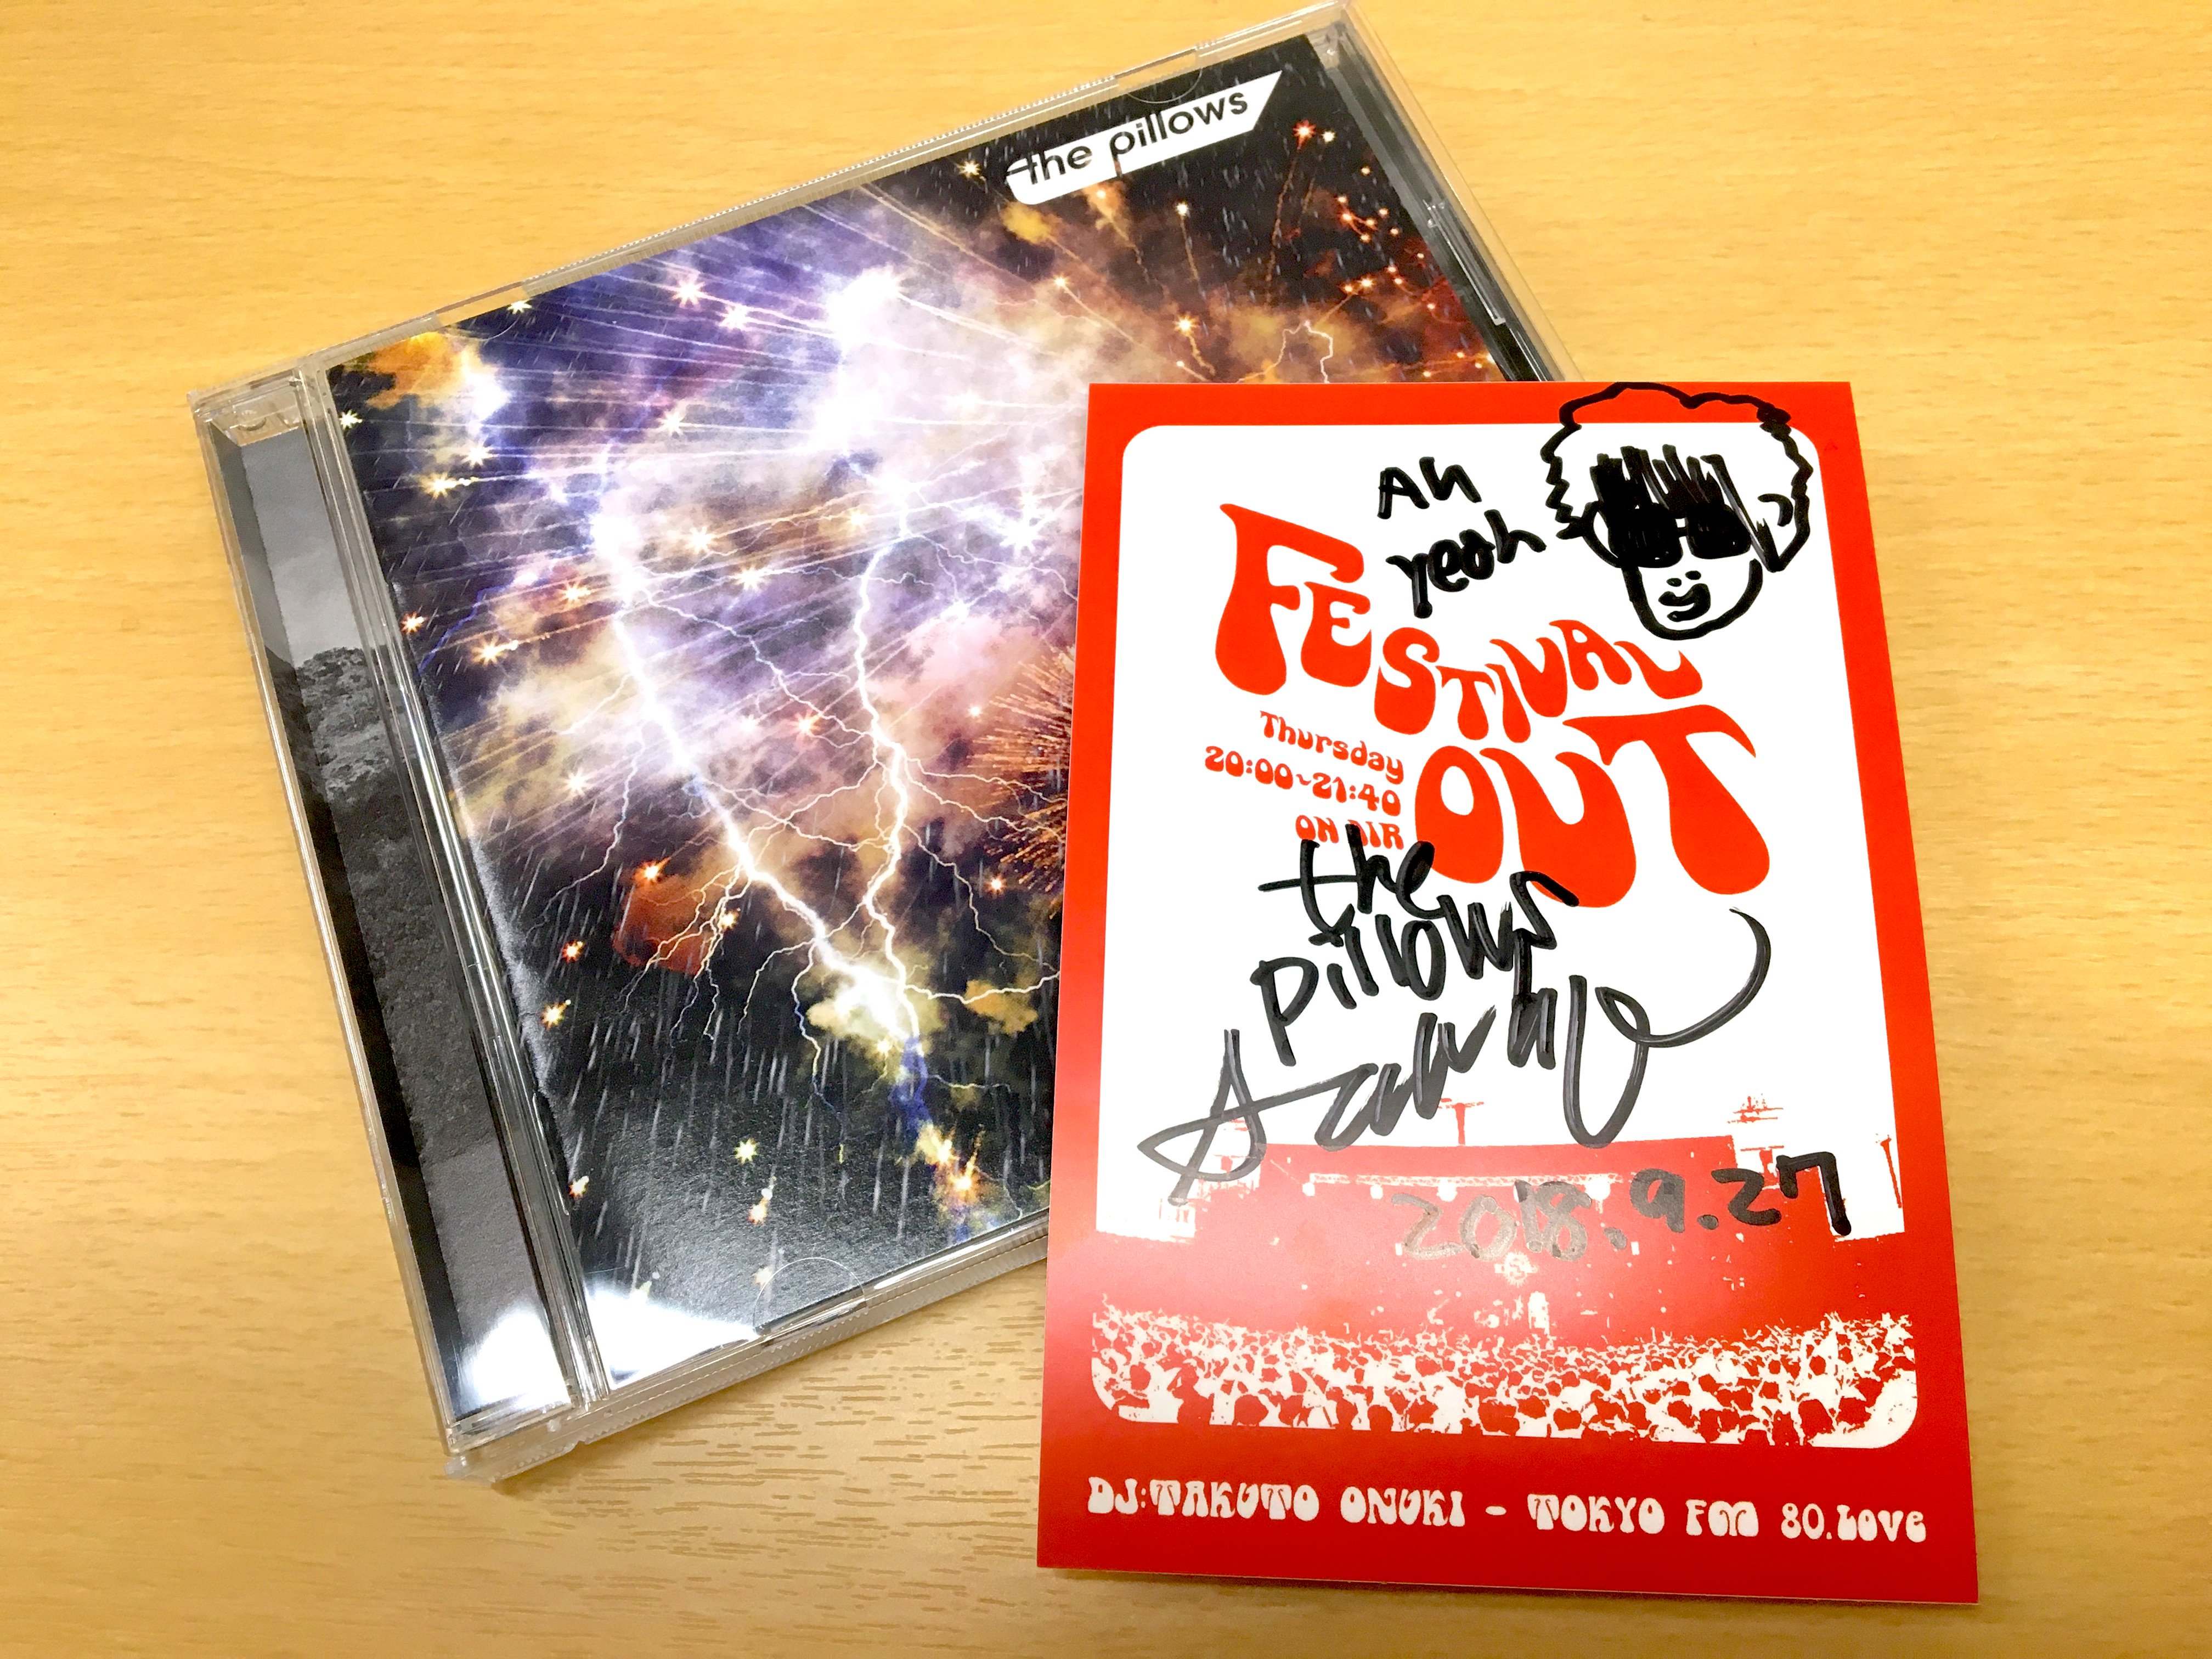 the pillows
Ah
yeah
FESTIVAL
OUT
Thursday
20:00~21:40
ON AIR
the
pillows
2018.9.27
DJ:TAKUTO ONUKI - TOKYO FM 80.LOVE